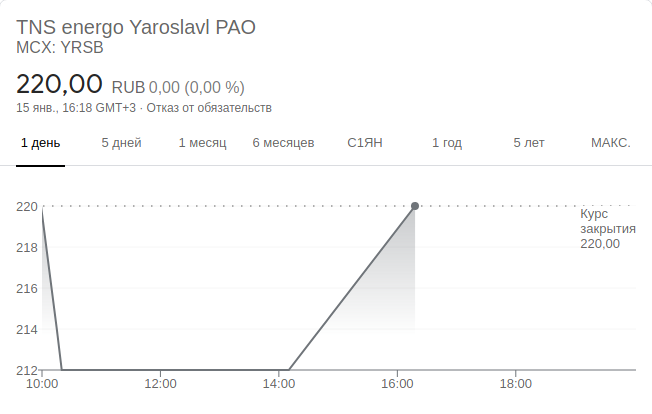 TNS energo Yaroslavl PAO
MCX: YRSB
220,00 RUB 0,00 (0,00 %)
15 янв., 16:18 GMT+3 · Отказ от обязательств
1 день 5 дней 1 месяц 6 месяцев С1ЯН 1 год 5 лет МАКС.
220
Курс
закрытия
220,00
218
216
214
212
10:00 12:00 14:00 16:00 18:00